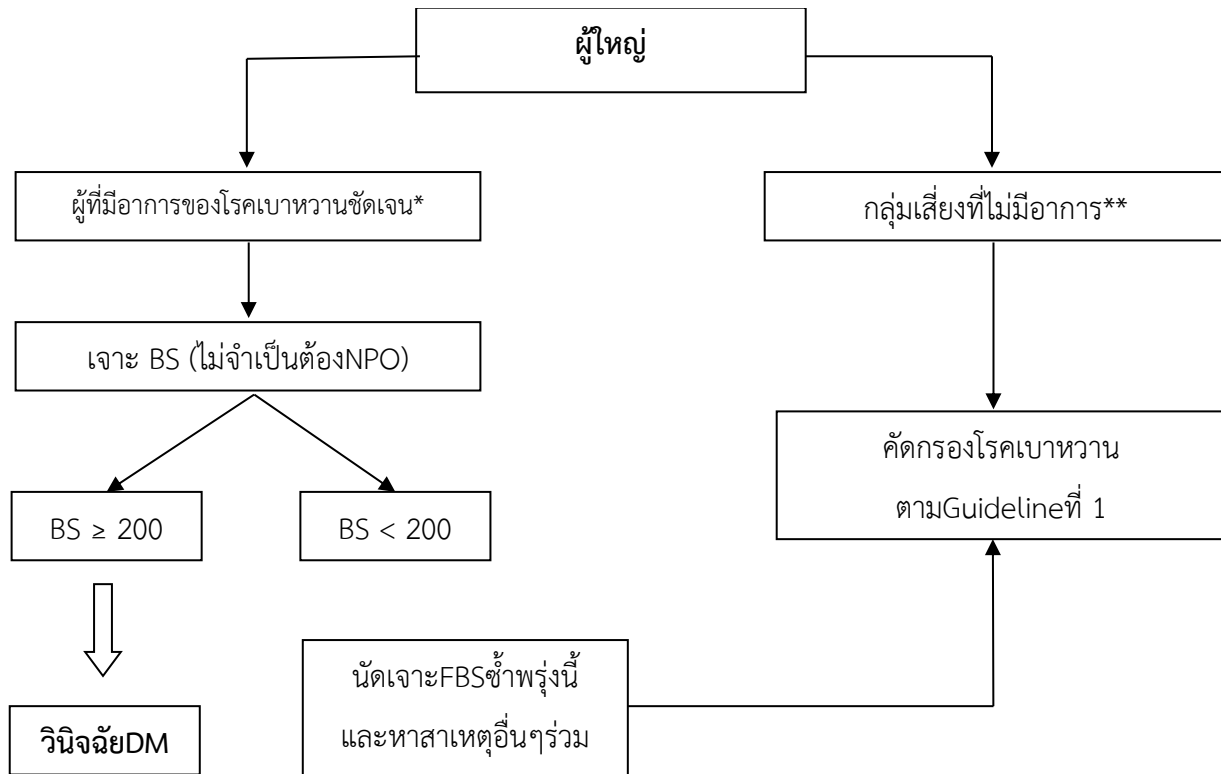 ผู้ใหญ่
ผู้ที่มีอาการของโรคเบาหวานชัดเจน*
กลุ่มเสี่ยงที่ไม่มีอาการ**
เจาะ BS (ไม่จำเป็นต้องNPO)
คัดกรองโรคเบาหวาน
ตามGuidelineที่ 1
BS ≥ 200
BS < 200
นัดเจาะFBSซ้ำพรุ่งนี้
และหาสาเหตุอื่นๆร่วม
วินิจฉัยDM